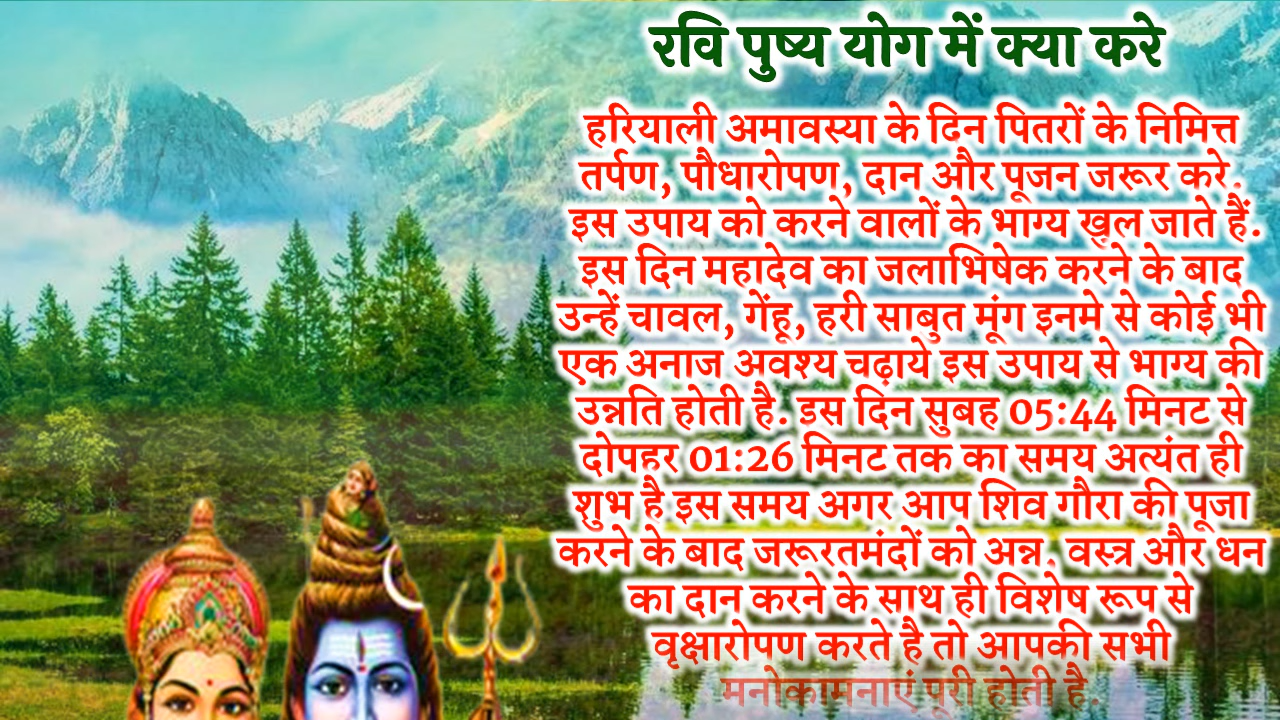 रवि पुष्य योग में क्या करे
हरियाली अमावस्या के दिन पितरों के निमित्त
तर्पण, पौधारोपण, दान और पूजन जरूर करे.
इस उपाय को करने वालों के भाग्य खुल जाते हैं.
इस दिन महादेव का जलाभिषेक करने के बाद
उन्हें चावल, गेंहू, हरी साबुत मूंग इनमे से कोई भी
एक अनाज अवश्य चढ़ाये इस उपाय से भाग्य की
उन्नति होती है. इस दिन सुबह 05:44 मिनट से
दोपहर 01:26 मिनट तक का समय अत्यंत ही
शुभ है इस समय अगर आप शिव गौरा की पूजा
करने के बाद जरूरतमंदों को अन्न, वस्त्र और धन
का दान करने के साथ ही विशेष रूप से
वृक्षारोपण करते है तो आपकी सभी
मनोकामनाएं पूरी होती है.